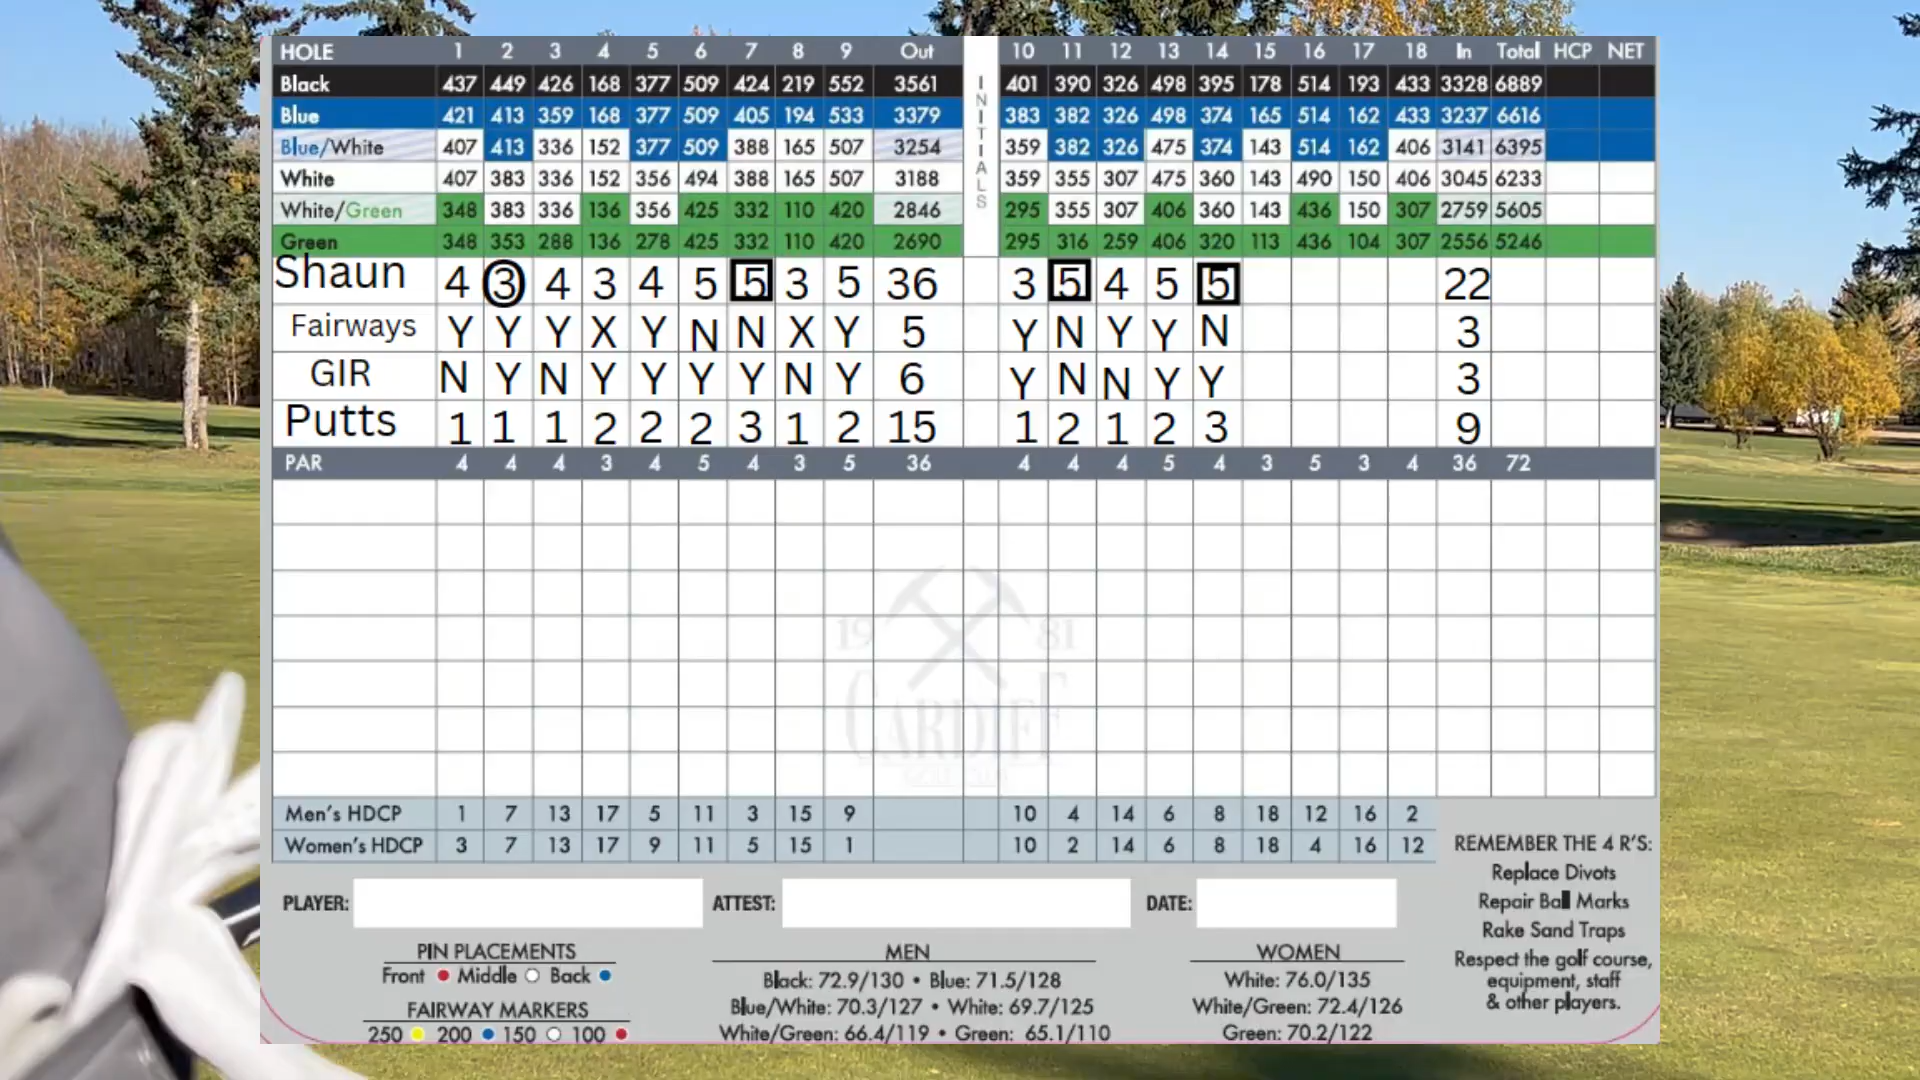 HOLE 1 2 3 4 5 6 7 8 9 Out INITIALS 10 11 12 13 14 15 16 17 18 In Total HCP NET
Black 437 449 426 168 377 509 424 219 552 3561 401 390 326 498 395 178 514 193 433 3328 6889
Blue 421 413 359 168 377 509 405 194 533 3379 383 382 326 498 374 165 514 162 433 3237 6616
Blue/White 407 413 336 152 377 509 388 165 507 3254 359 382 326 475 374 143 514 162 406 3141 6395
White 407 383 336 152 356 494 388 165 507 3188 359 355 307 475 360 143 490 150 406 3045 6233
White/Green 348 383 336 136 356 425 332 110 420 2846 295 355 307 406 360 143 436 150 307 2759 5605
Green 348 353 288 136 278 425 332 110 420 2690 295 316 259 406 320 113 436 104 307 2556 5246
Shaun 4 3 4 3 4 5 5 3 5 36 3 5 4 5 5 22
Fairways Y Y Y X Y N N X Y 5 Y N Y Y N 3
GIR N Y N Y Y Y Y N Y 6 Y N N Y Y 3
Putts 1 1 1 2 2 2 3 1 2 15 1 2 1 2 3 9
PAR 4 4 4 3 4 5 4 3 5 36 4 4 4 5 4 3 5 3 4 36 72
19 81
CARDIFF
Men's HDCP 1 7 13 17 5 11 3 15 9 10 4 14 6 8 18 12 16 2
Women's HDCP 3 7 13 17 9 11 5 15 1 10 2 14 6 8 18 4 16 12
REMEMBER THE 4 R'S:
Replace Divots
Repair Ball Marks
Rake Sand Traps
Respect the golf course,
equipment, staff
& other players.
PLAYER: ATTEST: DATE:
PIN PLACEMENTS
Front Middle Back
FAIRWAY MARKERS
250 200 150 100
MEN
Black: 72.9/130 • Blue: 71.5/128
Blue/White: 70.3/127 • White: 69.7/125
White/Green: 66.4/119 • Green: 65.1/110
WOMEN
White: 76.0/135
White/Green: 72.4/126
Green: 70.2/122